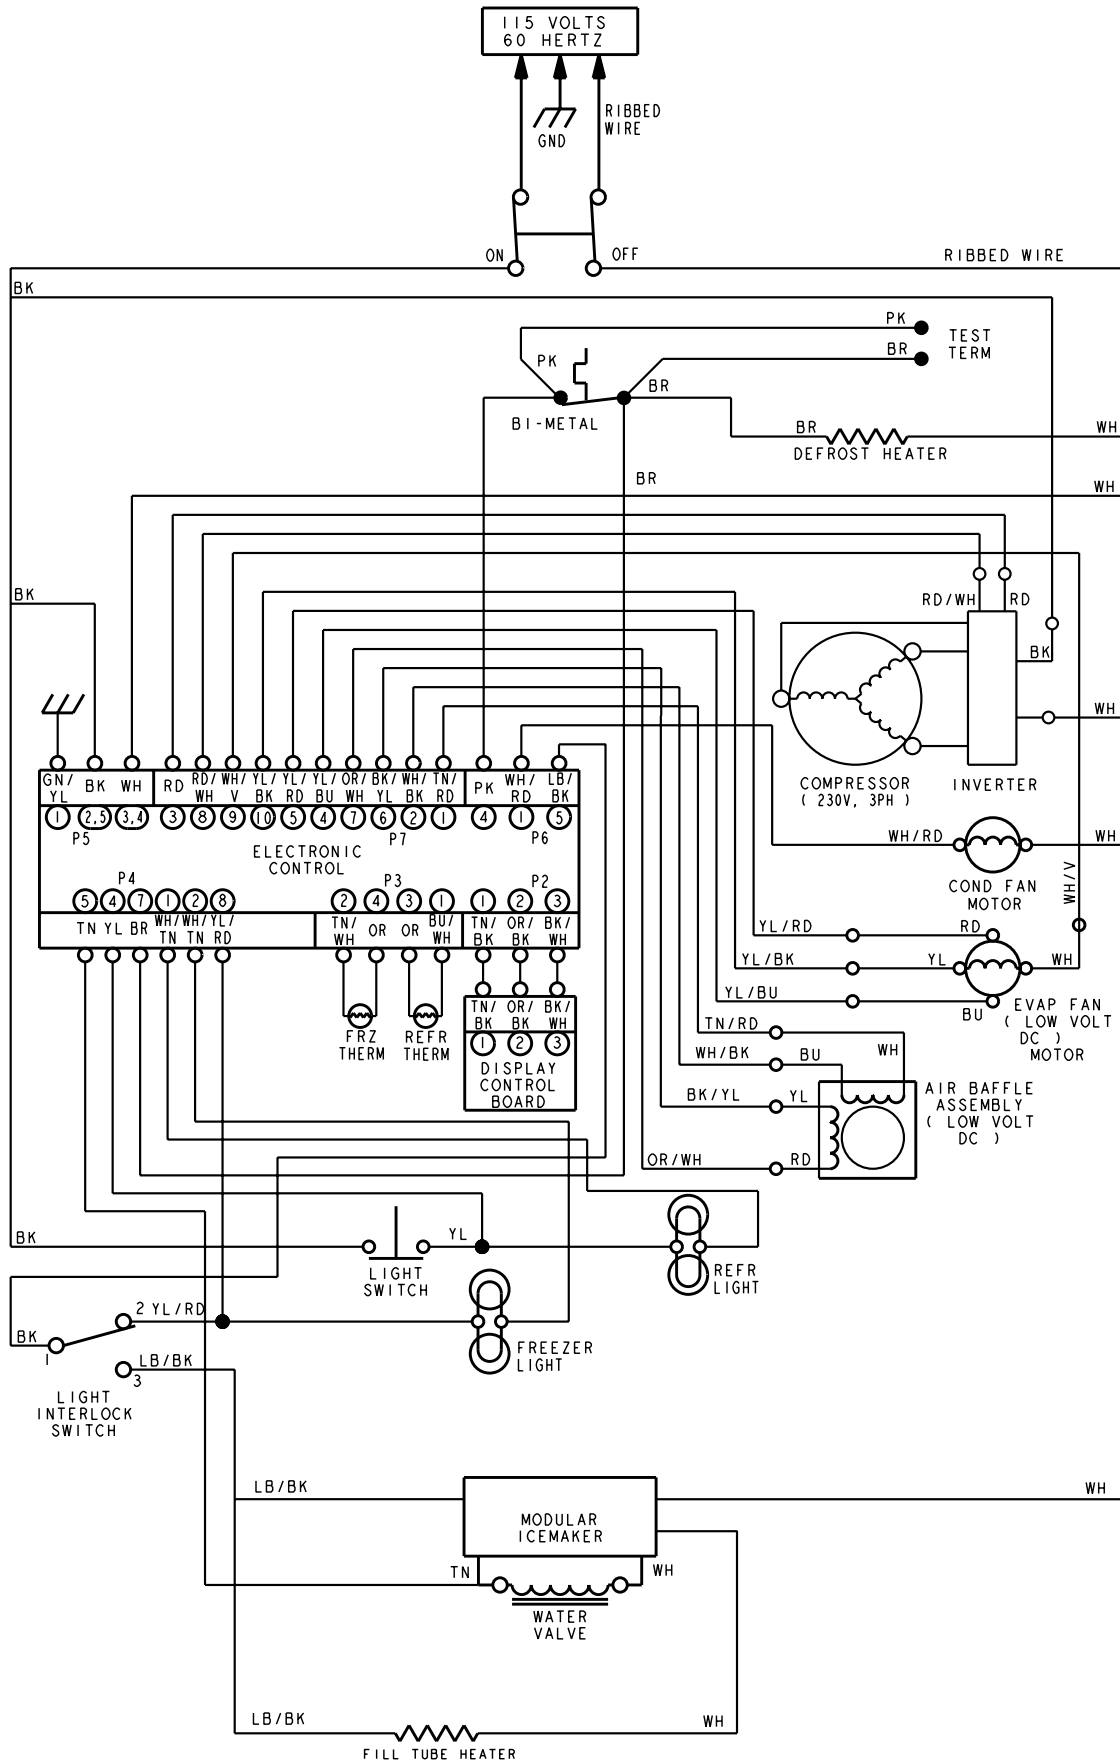 115 VOLTS
60 HERTZ
RIBBED
WIRE
GND
ON
OFF
RIBBED WIRE
BK
PK
TEST
TERM
BR
PK
BR
BI-METAL
BR
WH
DEFROST HEATER
BR
WH
BK
RD/WH
RD
BK
WH
COMPRESSOR
( 230V, 3PH )
INVERTER
GN/
YL
BK
WH
RD
RD/
WH
WH/
V
YL/
BK
YL/
RD
YL/
BU
OR/
WH
BK/
YL
WH/
BK
TN/
RD
PK
WH/
RD
LB/
BK
1
2,5
3,4
3
8
9
10
5
4
7
6
2
1
4
1
5
P5
P7
P6
ELECTRONIC
CONTROL
WH/RD
WH
COND FAN
MOTOR
WH/V
P4
P3
P2
5
4
7
1
2
8
2
4
3
1
1
2
3
TN
YL
BR
WH/
TN
WH/
TN
YL/
RD
TN/
WH
OR
OR
BU/
WH
TN/
BK
OR/
BK
BK/
WH
YL/RD
RD
YL/BK
YL
WH
YL/BU
BU
EVAP FAN
( LOW VOLT
DC )
MOTOR
FRZ
THERM
REFR
THERM
TN/
BK
OR/
BK
BK/
WH
1
2
3
DISPLAY
CONTROL
BOARD
TN/RD
WH
WH/BK
BU
BK/YL
YL
OR/WH
RD
AIR BAFFLE
ASSEMBLY
( LOW VOLT
DC )
BK
YL
LIGHT
SWITCH
REFR
LIGHT
2 YL/RD
BK
1
LB/BK
3
FREEZER
LIGHT
LIGHT
INTERLOCK
SWITCH
LB/BK
WH
MODULAR
ICEMAKER
TN
WH
WATER
VALVE
LB/BK
WH
FILL TUBE HEATER